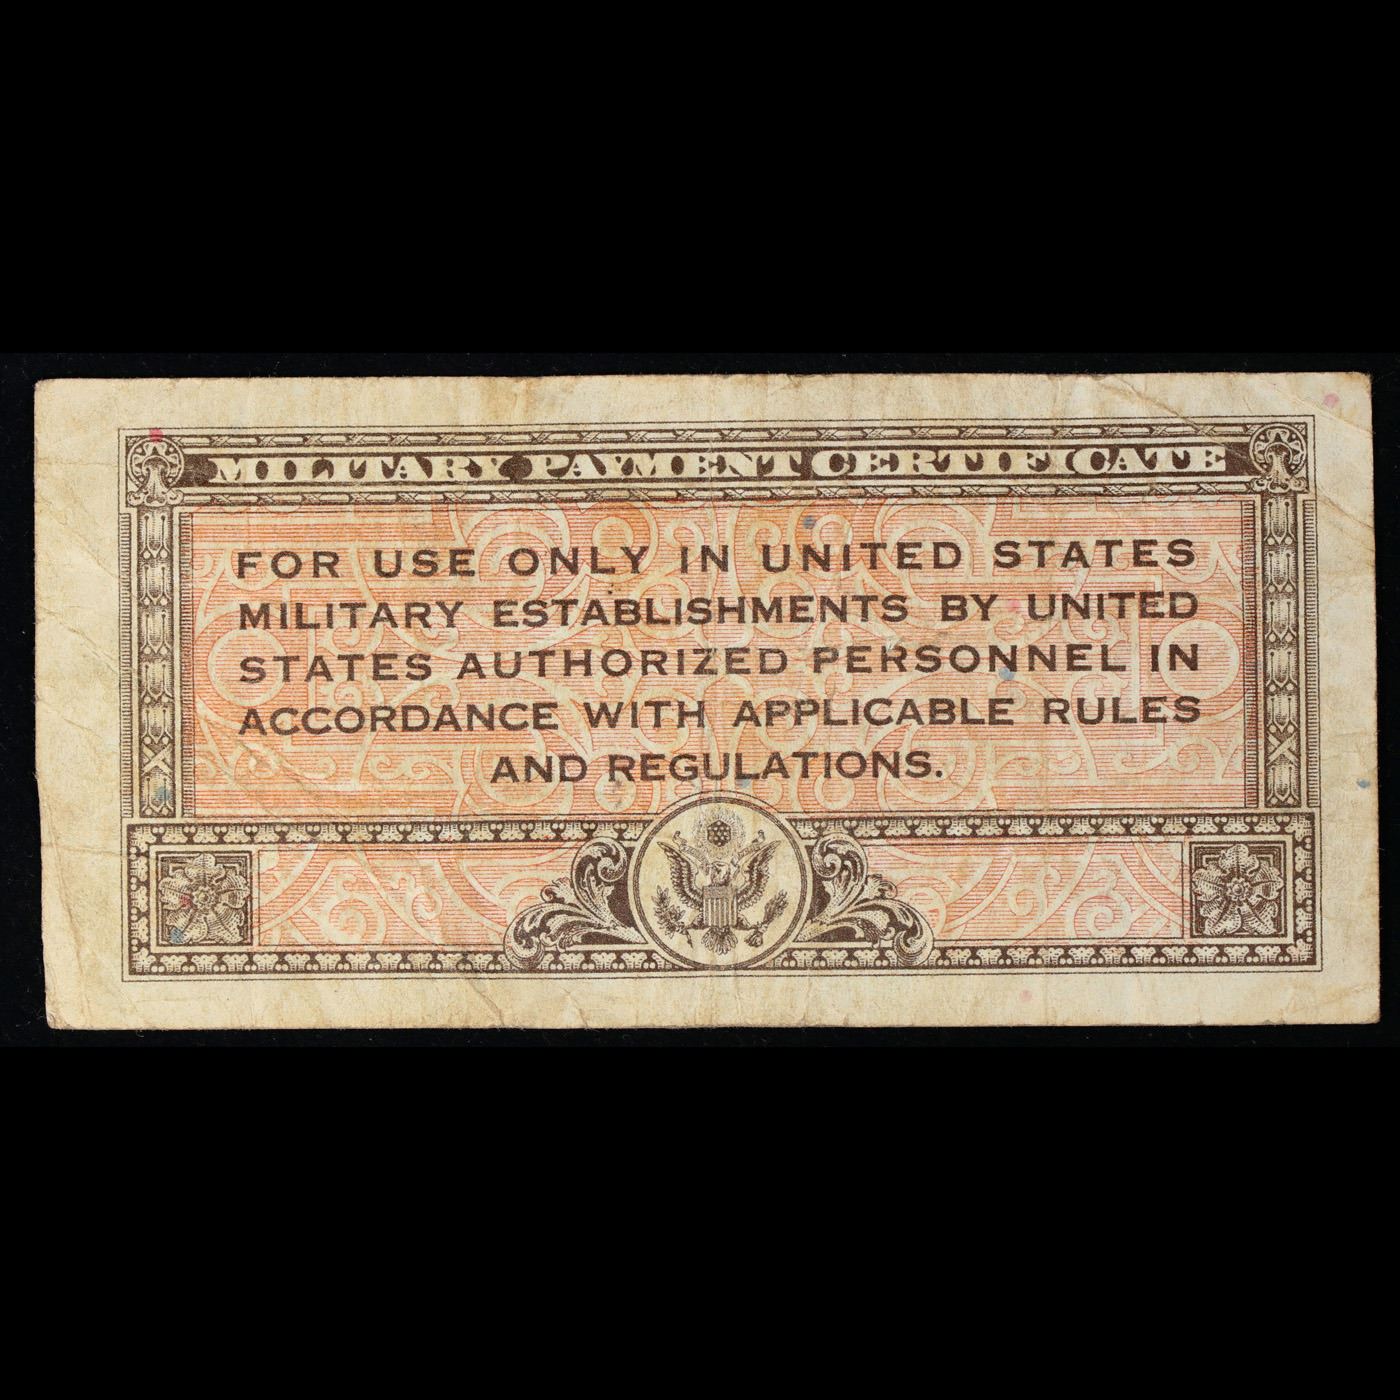 MILITARY PAYMENT CERTIFICATE
FOR USE ONLY IN UNITED STATES
MILITARY ESTABLISHMENTS BY UNITED
STATES AUTHORIZED PERSONNEL IN
ACCORDANCE WITH APPLICABLE RULES
AND REGULATIONS.